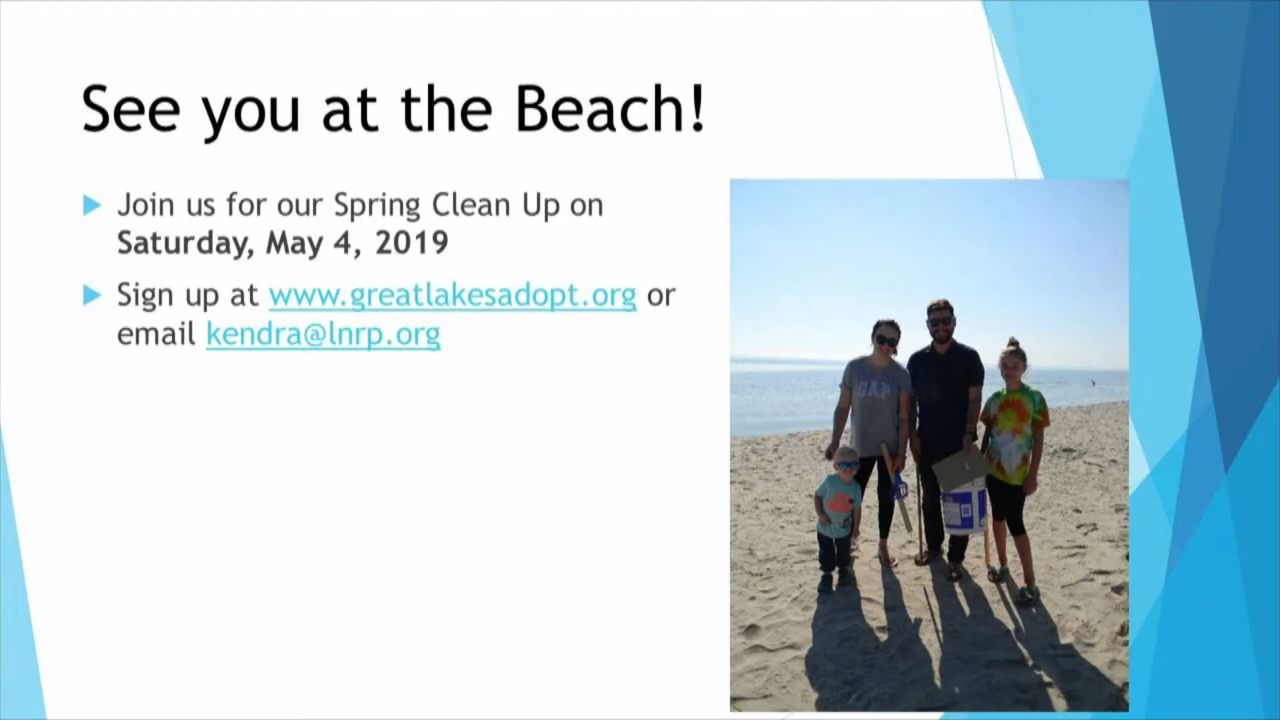 See you at the Beach!
Join us for our Spring Clean Up on
Saturday, May 4, 2019
Sign up at www.greatlakesadopt.org or
email kendra@lnrp.org
GAP